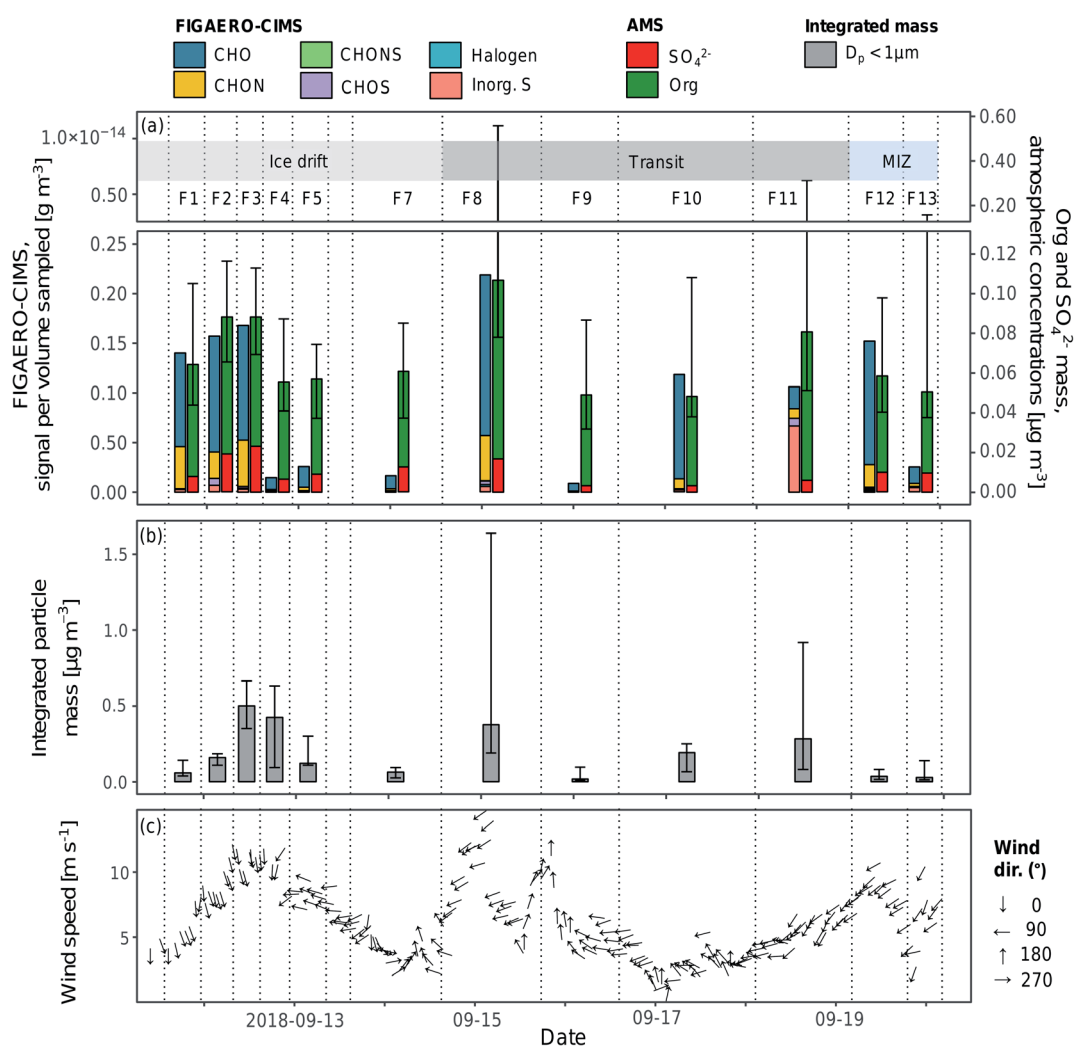 FIGAERO-CIMS AMS Integrated mass
CHO CHONS Halogen SO₄²⁻ Dₚ < 1µm
CHON CHOS Inorg. S Org
(a)
1.0×10⁻¹⁴
0.50
0.60
0.40
0.20
Ice drift Transit MIZ
F1 F2 F3 F4 F5 F7 F8 F9 F10 F11 F12 F13
FIGAERO-CIMS,
signal per volume sampled [g m⁻³]
0.25
0.20
0.15
0.10
0.50
0.00
0.12
0.10
0.08
0.06
0.04
0.02
0.00
Org and SO₄²⁻ mass,
atmospheric concentrations [µg m⁻³]
(b)
Integrated particle
mass [µg m⁻³]
1.5
1.0
0.5
0.0
(c)
Wind speed [m s⁻¹]
10
5
Wind
dir. (°)
↓ 0
← 90
↑ 180
→ 270
2018-09-13 09-15 09-17 09-19
Date